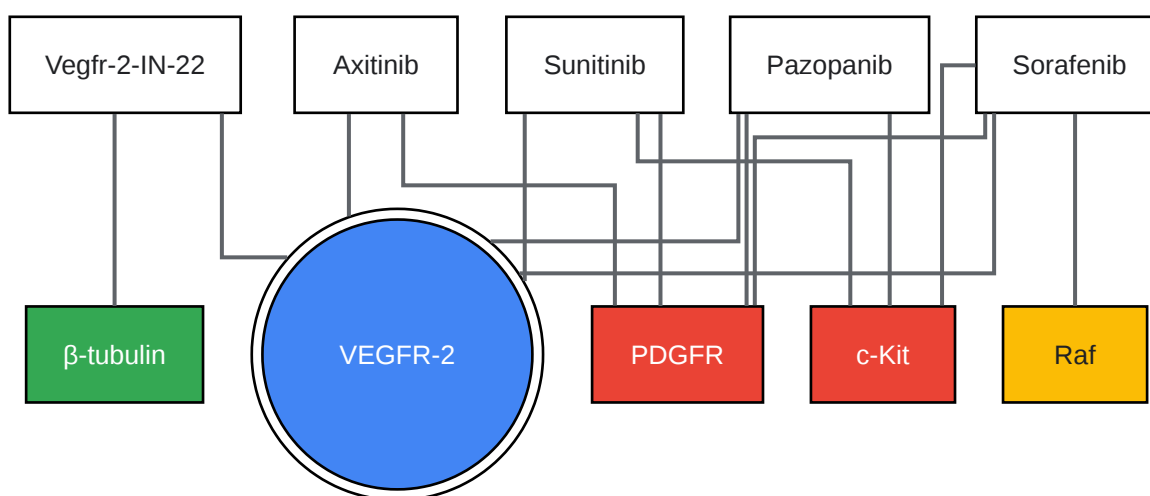 Vegfr-2-IN-22
Axitinib
Sunitinib
Pazopanib
Sorafenib
β-tubulin
VEGFR-2
PDGFR
c-Kit
Raf